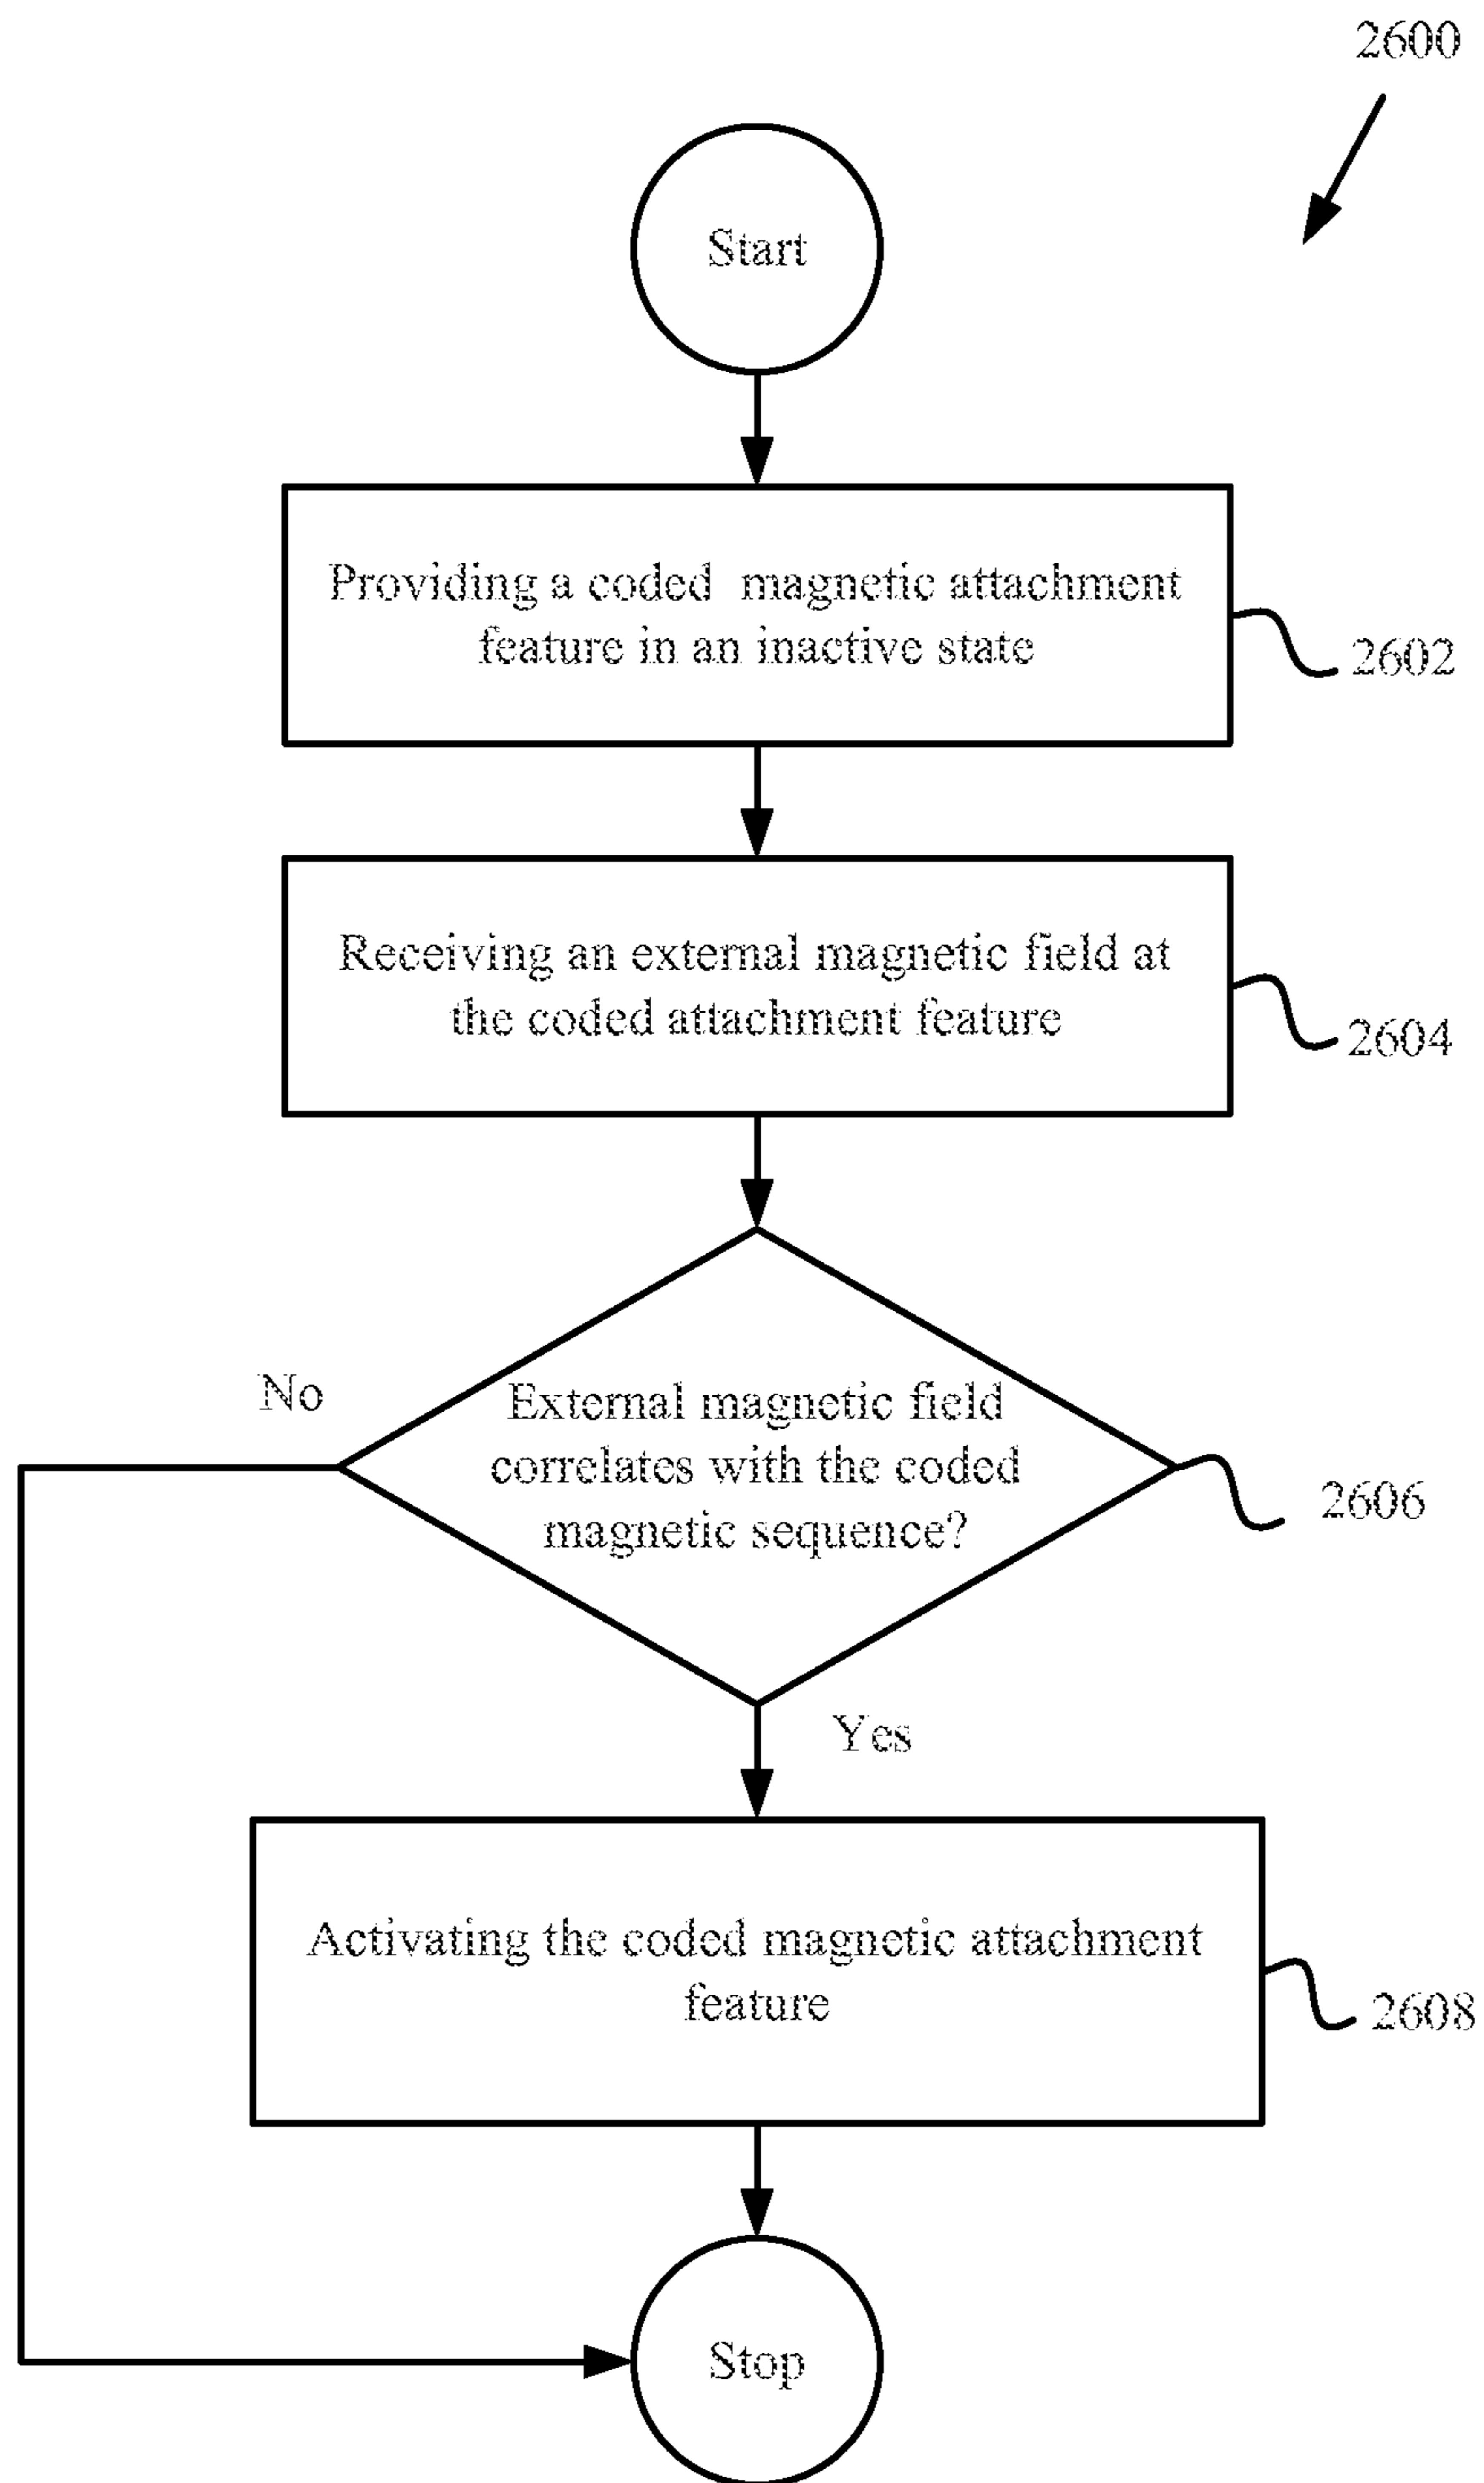 2600
Start
Providing a coded magnetic attachment
feature in an inactive state
2602
Receiving an external magnetic field at
the coded attachment feature
2604
No
External magnetic field
correlates with the coded
magnetic sequence?
2606
Yes
Activating the coded magnetic attachment
feature
2608
Stop